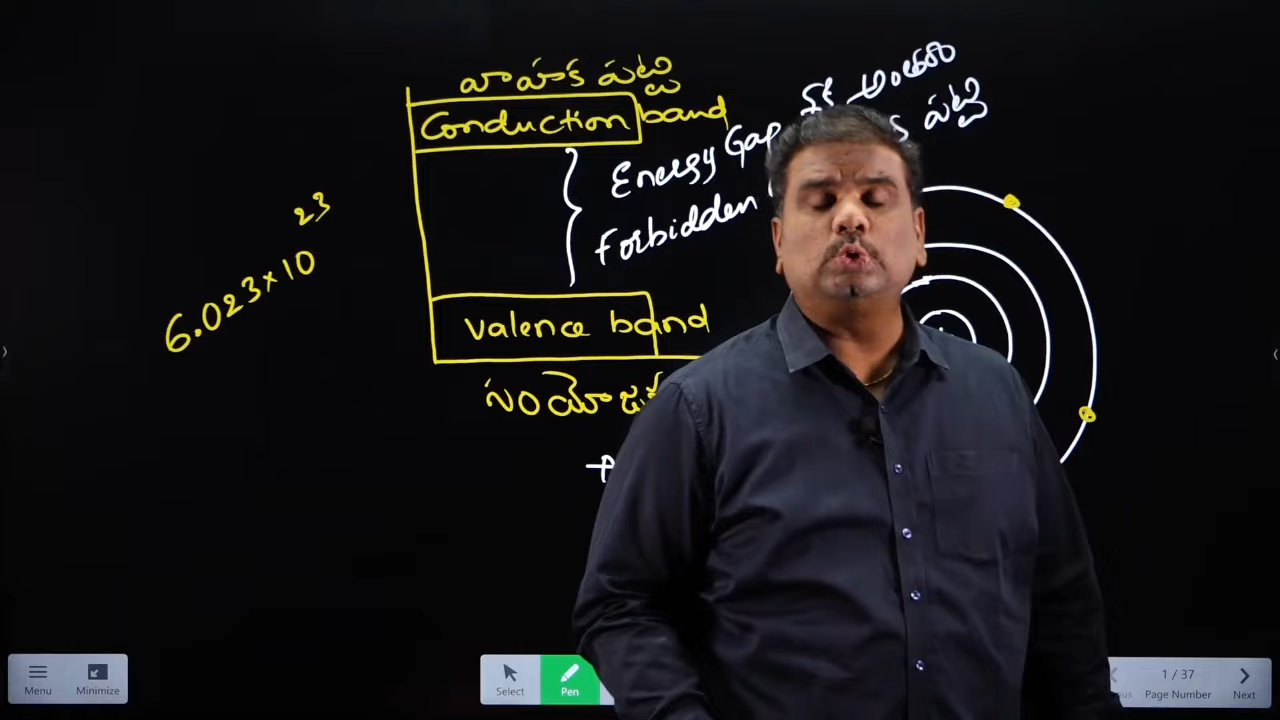 వాహక పట్టి
Conduction band
Energy Gap
పట్టి
Forbidden
23
6.023×10
Valence band
Menu
Minimize
Select
Pen
1 / 37
Page Number
Next